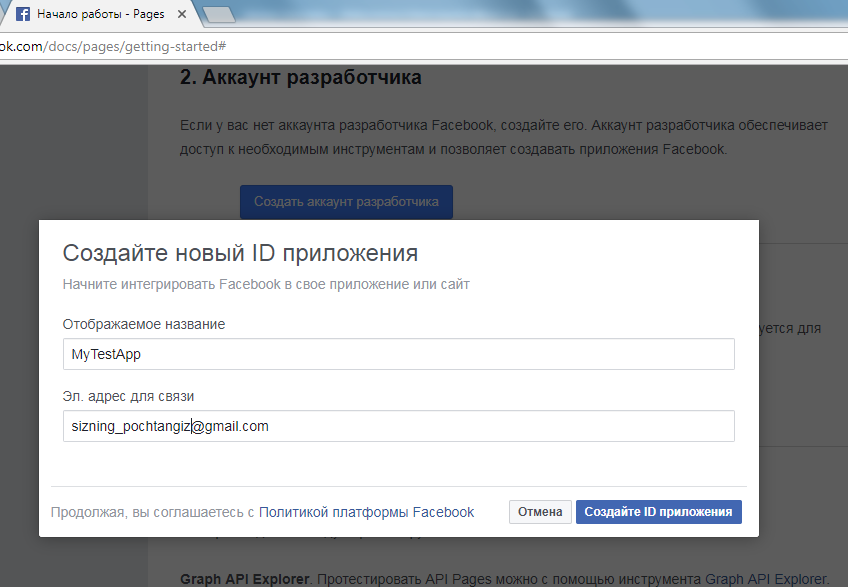 Начало работы - Pages
ok.com/docs/pages/getting-started#
2. Аккаунт разработчика
Если у вас нет аккаунта разработчика Facebook, создайте его. Аккаунт разработчика обеспечивает
доступ к необходимым инструментам и позволяет создавать приложения Facebook.
Создать аккаунт разработчика
Создайте новый ID приложения
Начните интегрировать Facebook в свое приложение или сайт
Отображаемое название
уется для
MyTestApp
Эл. адрес для связи
sizning_pochtangiz@gmail.com
Продолжая, вы соглашаетесь с Политикой платформы Facebook
Отмена
Создайте ID приложения
Graph API Explorer. Протестировать API Pages можно с помощью инструмента Graph API Explorer.